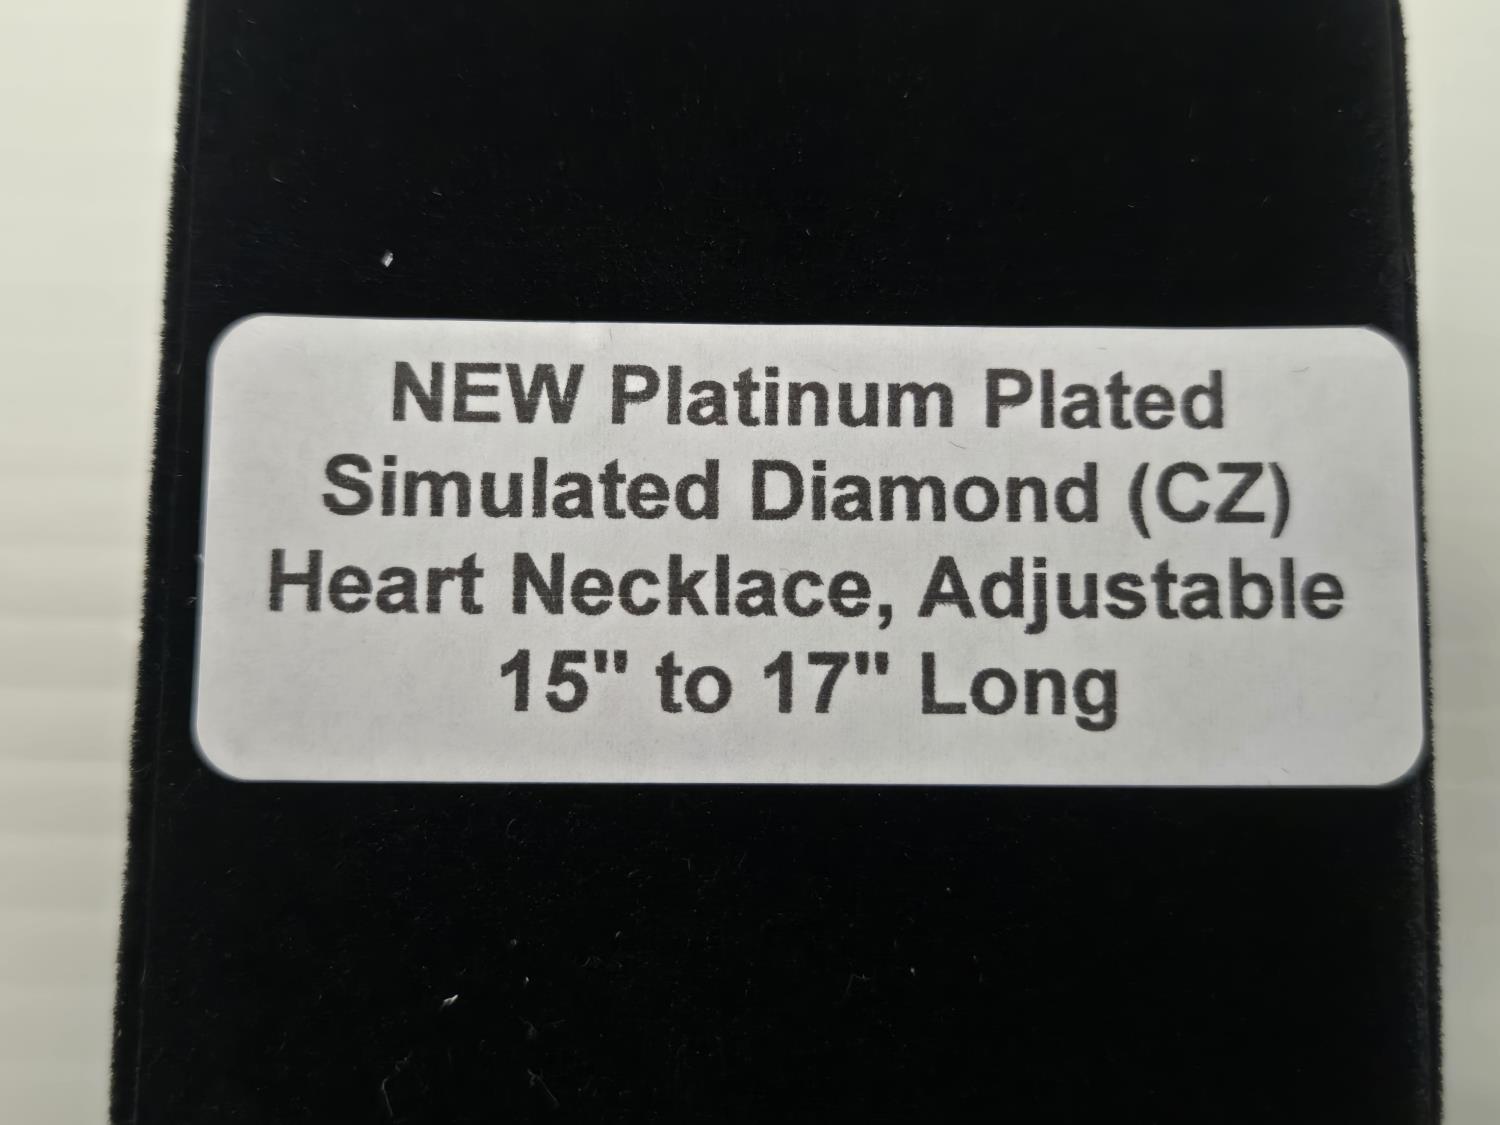 NEW Platinum Plated
Simulated Diamond (CZ)
Heart Necklace, Adjustable
15" to 17" Long